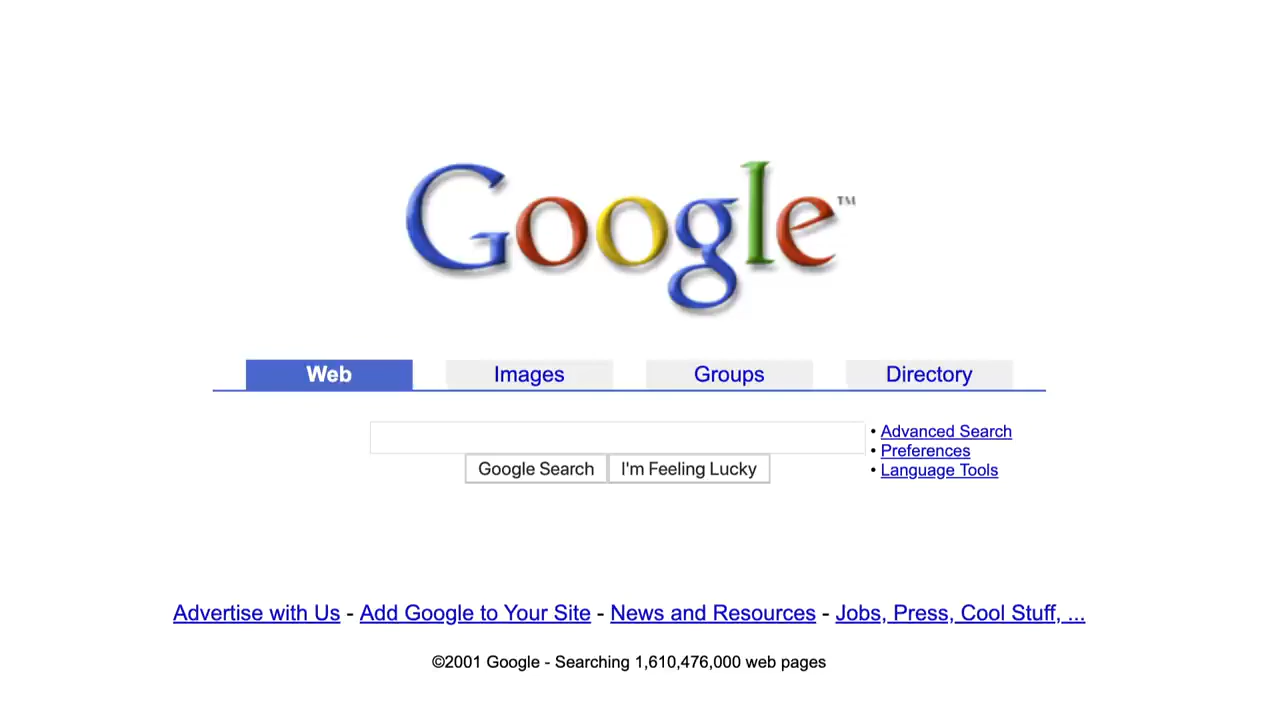 Google™
Web Images Groups Directory
• Advanced Search
• Preferences
• Language Tools
Google Search I'm Feeling Lucky
Advertise with Us - Add Google to Your Site - News and Resources - Jobs, Press, Cool Stuff, ...
©2001 Google - Searching 1,610,476,000 web pages